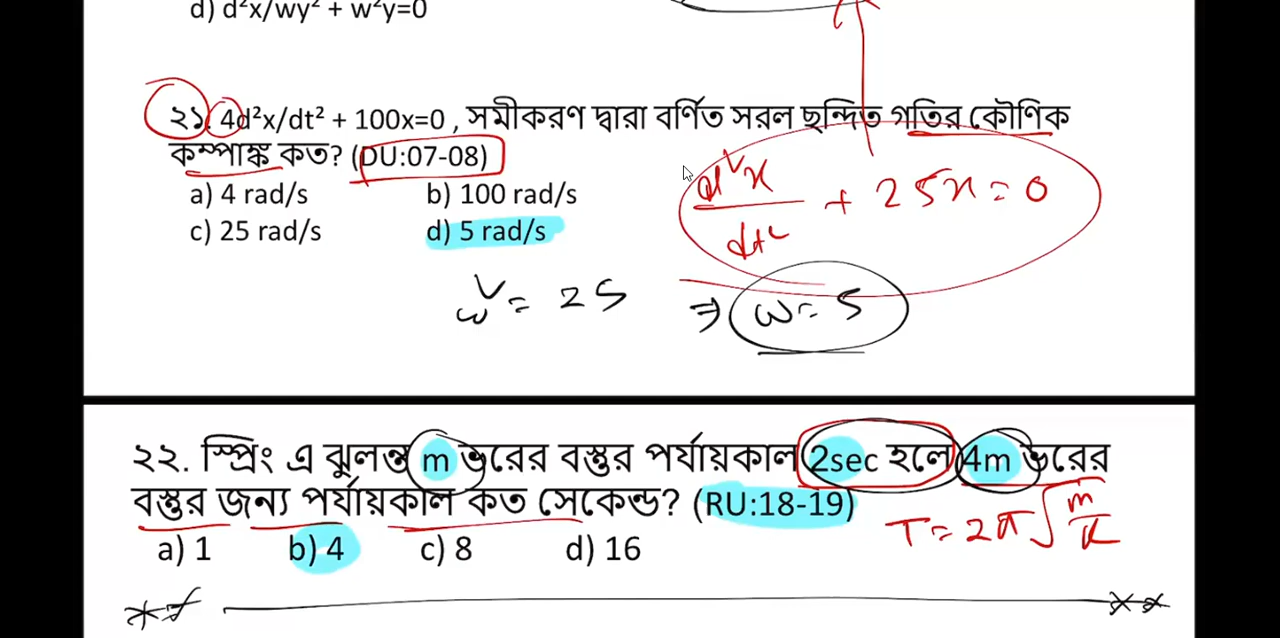 d) d²x/wy² + w²y=0
২১. 4d²x/dt² + 100x=0 , সমীকরণ দ্বারা বর্ণিত সরল ছন্দিত গতির কৌণিক
কম্পাঙ্ক কত? (DU:07-08)
a) 4 rad/s b) 100 rad/s
c) 25 rad/s d) 5 rad/s
d²x/dt² + 25x = 0
ω² = 25 ⇒ ω = 5
২২. স্প্রিং এ ঝুলন্ত m ভরের বস্তুর পর্যায়কাল 2sec হলে 4m ভরের
বস্তুর জন্য পর্যায়কাল কত সেকেন্ড? (RU:18-19)
T = 2π√m/k
a) 1 b) 4 c) 8 d) 16